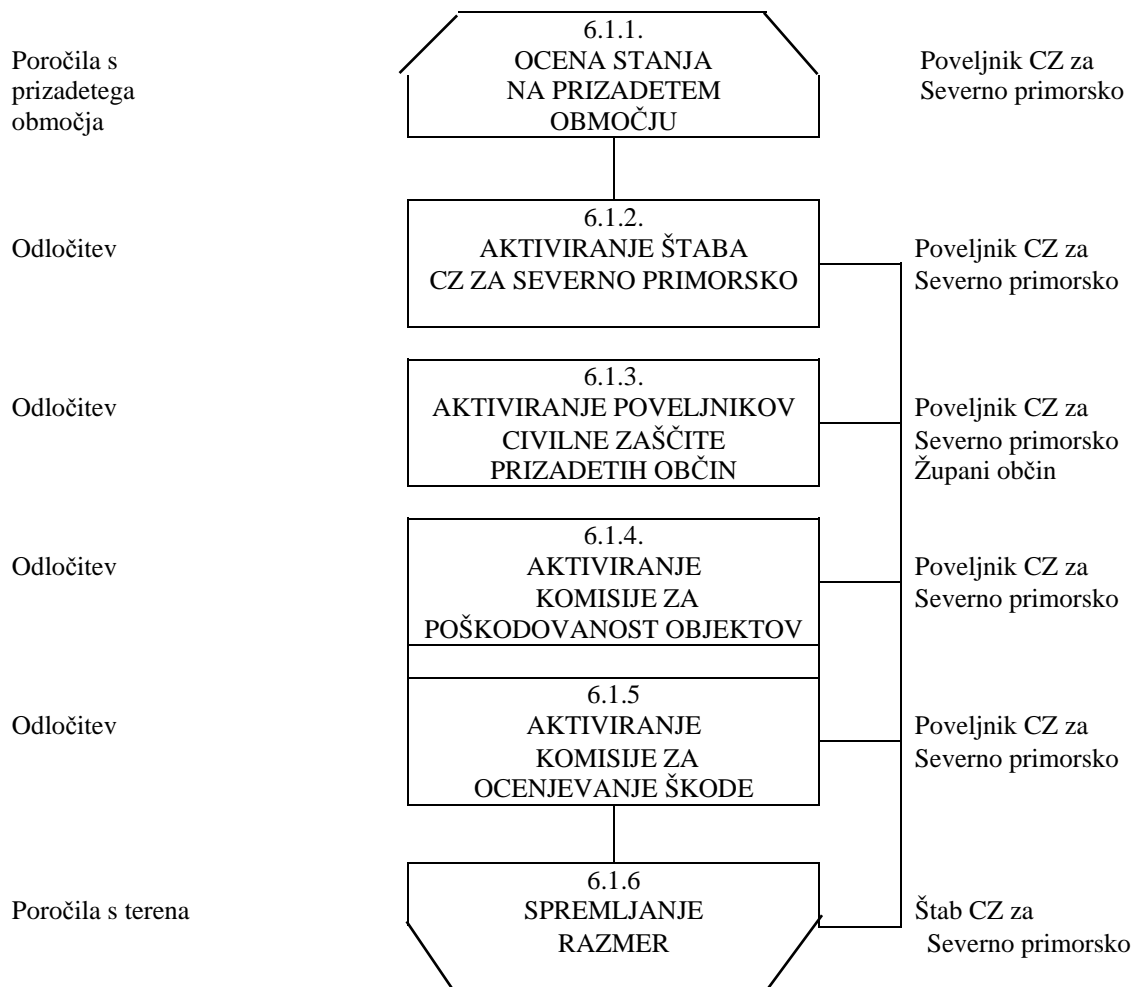 6.1.1.
Poročila s
prizadetega
območja
OCENA STANJA
NA PRIZADETEM
OBMOČJU
Poveljnik CZ za
Severno primorsko
Odločitev
6.1.2.
AKTIVIRANJE ŠTABA
CZ ZA SEVERNO PRIMORSKO
Poveljnik CZ za
Severno primorsko
Odločitev
6.1.3.
AKTIVIRANJE POVELJNIKOV
CIVILNE ZAŠČITE
PRIZADETIH OBČIN
Poveljnik CZ za
Severno primorsko
Župani občin
Odločitev
6.1.4.
AKTIVIRANJE
KOMISIJE ZA
POŠKODOVANOST OBJEKTOV
Poveljnik CZ za
Severno primorsko
Odločitev
6.1.5
AKTIVIRANJE
KOMISIJE ZA
OCENJEVANJE ŠKODE
Poveljnik CZ za
Severno primorsko
Poročila s terena
6.1.6
SPREMLJANJE
RAZMER
Štab CZ za
Severno primorsko